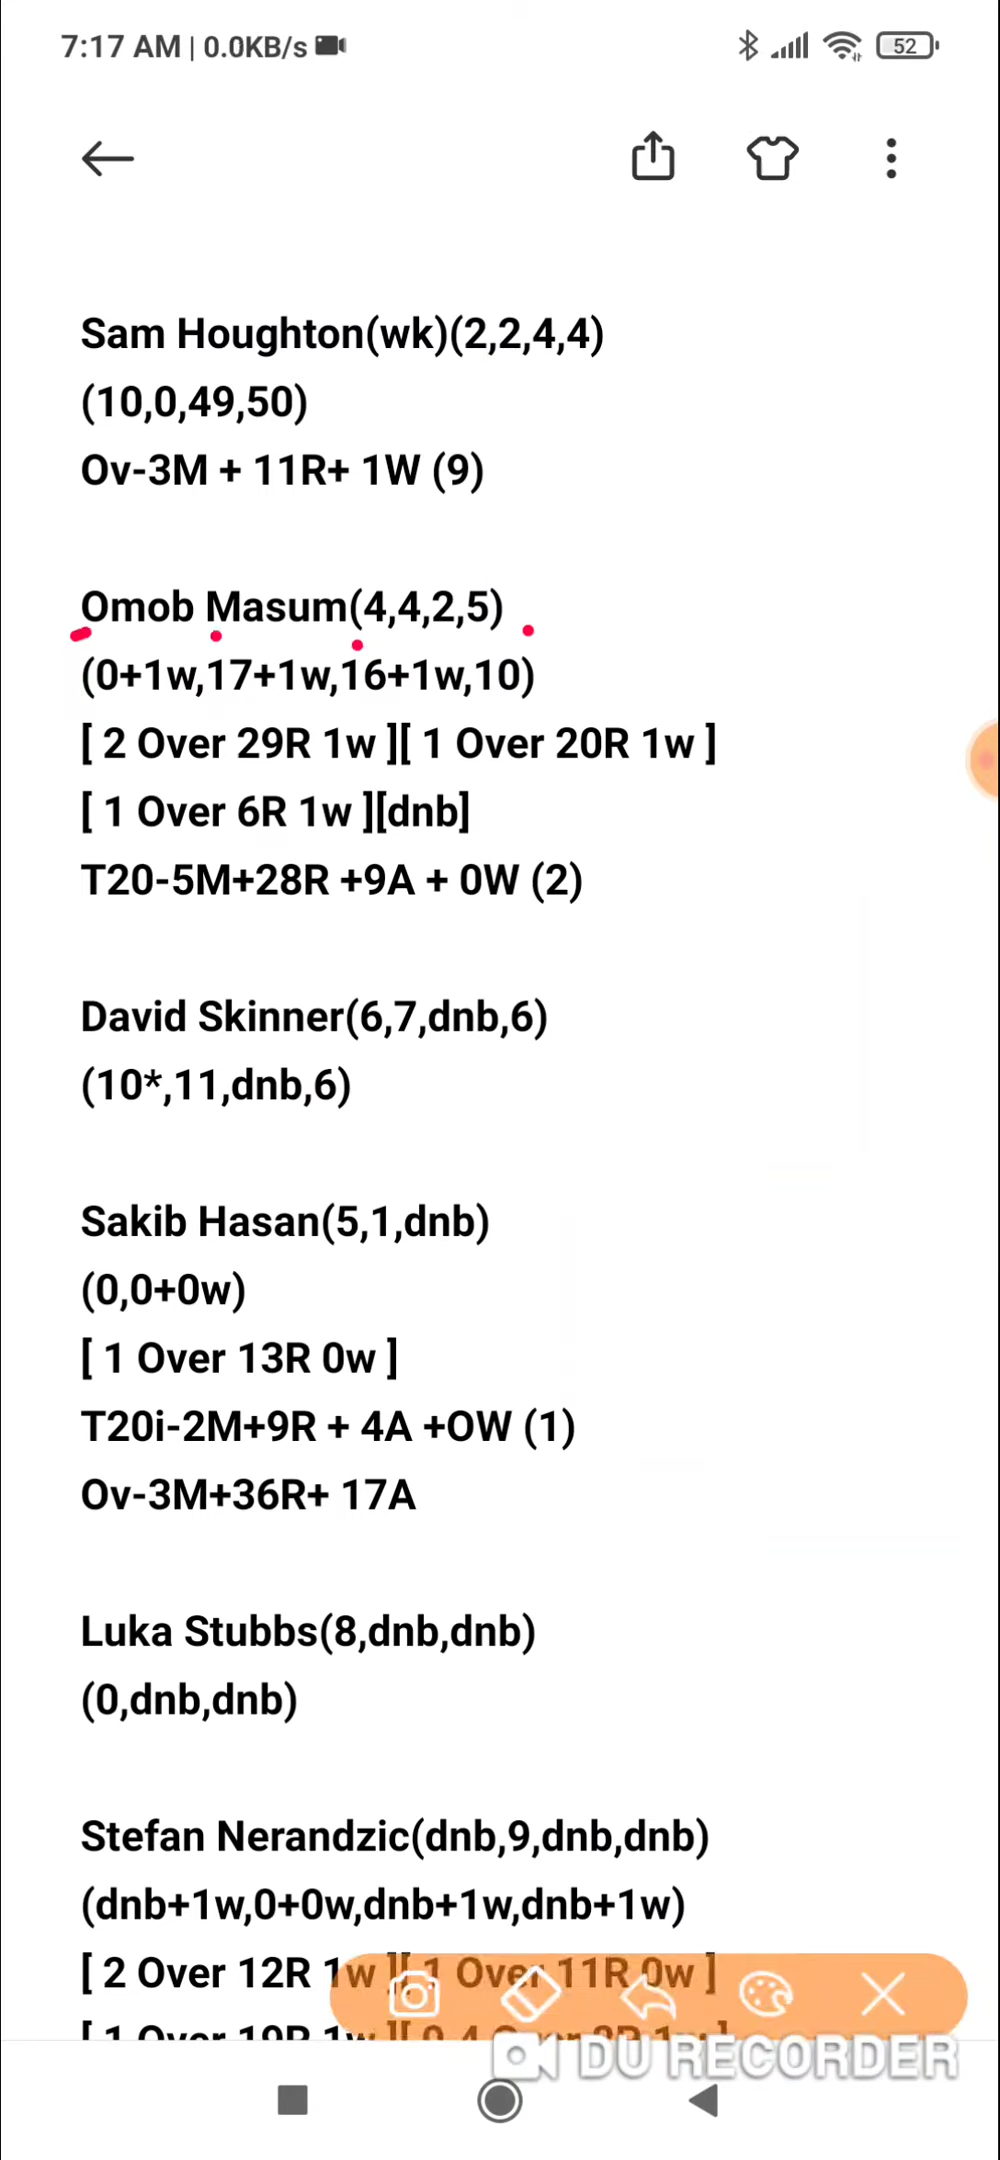 7:17 AM | 0.0KB/s
52
Sam Houghton(wk)(2,2,4,4)
(10,0,49,50)
Ov-3M + 11R+ 1W (9)
Omob Masum(4,4,2,5)
(0+1w,17+1w,16+1w,10)
[ 2 Over 29R 1w ][ 1 Over 20R 1w ]
[ 1 Over 6R 1w ][dnb]
T20-5M+28R +9A + 0W (2)
David Skinner(6,7,dnb,6)
(10*,11,dnb,6)
Sakib Hasan(5,1,dnb)
(0,0+0w)
[ 1 Over 13R 0w ]
T20i-2M+9R + 4A +OW (1)
Ov-3M+36R+ 17A
Luka Stubbs(8,dnb,dnb)
(0,dnb,dnb)
Stefan Nerandzic(dnb,9,dnb,dnb)
(dnb+1w,0+0w,dnb+1w,dnb+1w)
[ 2 Over 12R 1w ][ 1 Over 11R 0w ]
DU RECORDER